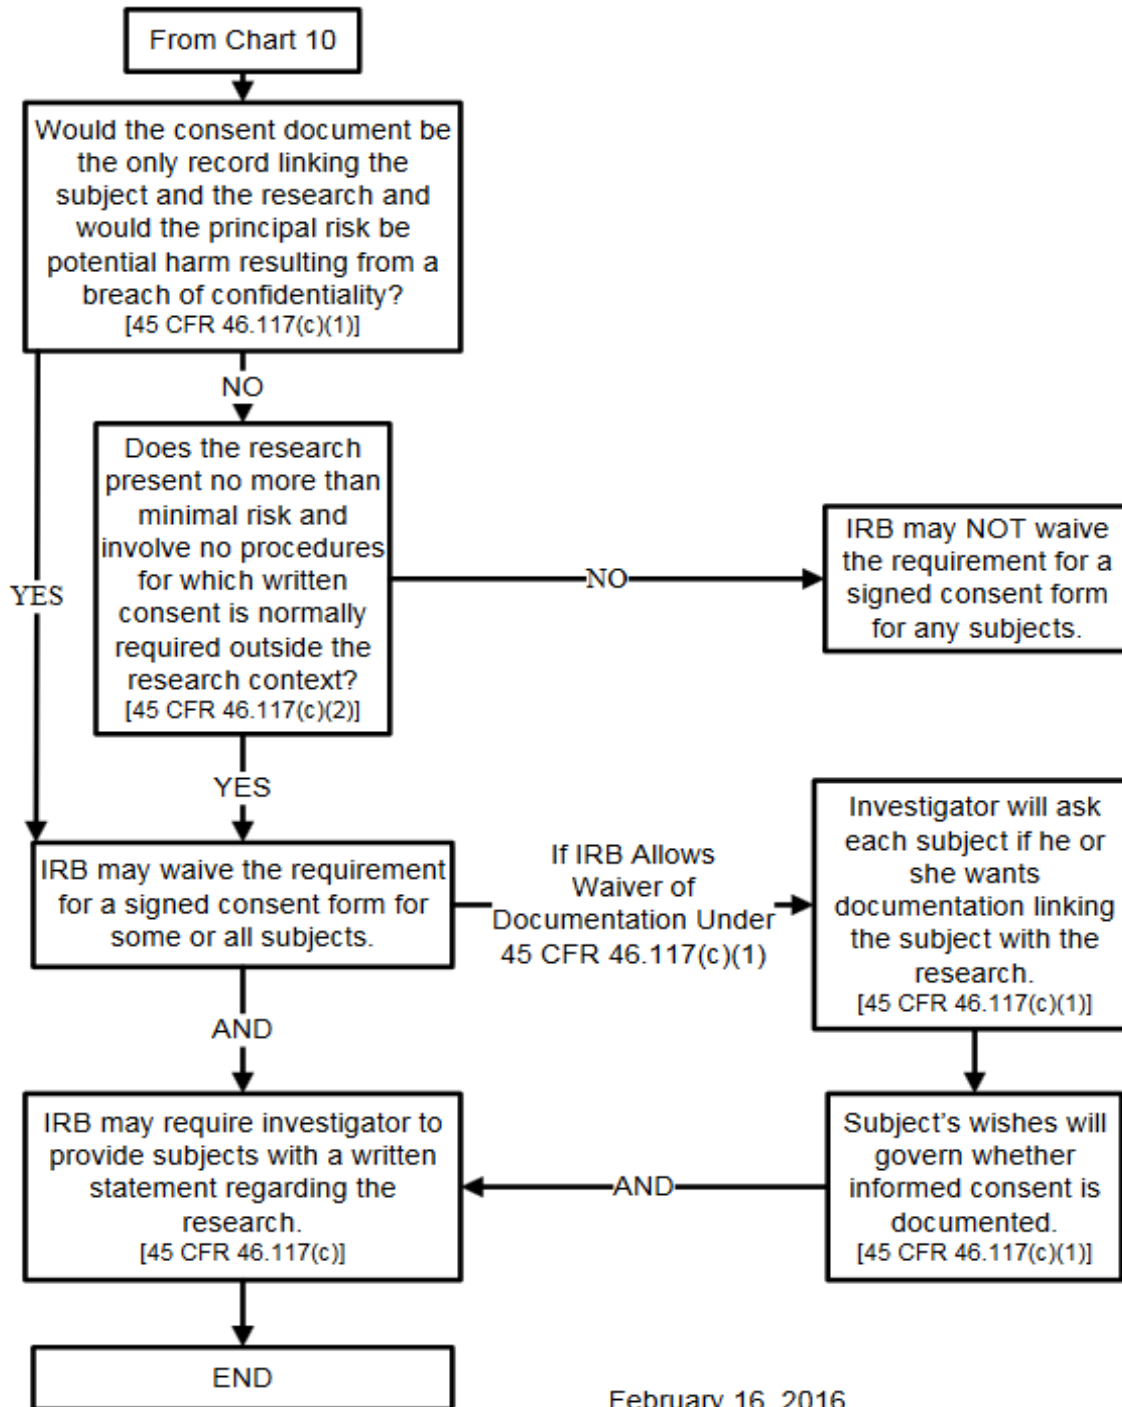 From Chart 10
Would the consent document be
the only record linking the
subject and the research and
would the principal risk be
potential harm resulting from a
breach of confidentiality?
[45 CFR 46.117(c)(1)]
NO
YES
Does the research
present no more than
minimal risk and
involve no procedures
for which written
consent is normally
required outside the
research context?
[45 CFR 46.117(c)(2)]
NO
IRB may NOT waive
the requirement for a
signed consent form
for any subjects.
YES
IRB may waive the requirement
for a signed consent form for
some or all subjects.
If IRB Allows
Waiver of
Documentation Under
45 CFR 46.117(c)(1)
Investigator will ask
each subject if he or
she wants
documentation linking
the subject with the
research.
[45 CFR 46.117(c)(1)]
AND
IRB may require investigator to
provide subjects with a written
statement regarding the
research.
[45 CFR 46.117(c)]
AND
Subject’s wishes will
govern whether
informed consent is
documented.
[45 CFR 46.117(c)(1)]
END
February 16, 2016